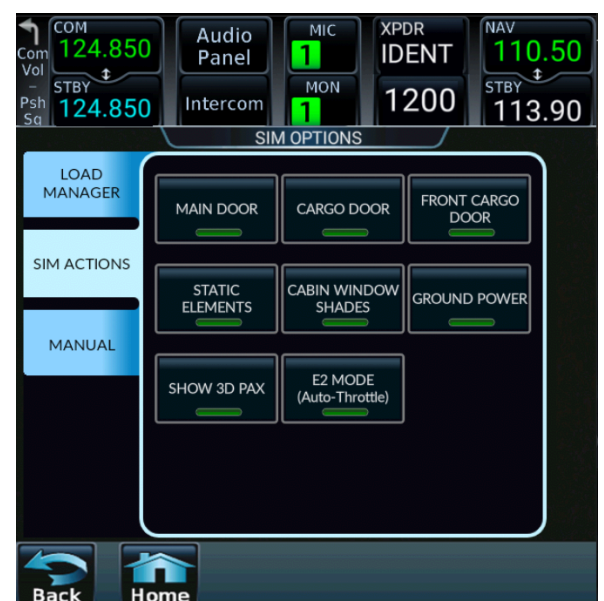 Com
Vol
–
Psh
Sq
COM
124.850
STBY
124.850
Audio
Panel
Intercom
MIC
1
MON
1
XPDR
IDENT
1200
NAV
110.50
STBY
113.90
SIM OPTIONS
LOAD
MANAGER
SIM ACTIONS
MANUAL
MAIN DOOR
CARGO DOOR
FRONT CARGO
DOOR
STATIC
ELEMENTS
CABIN WINDOW
SHADES
GROUND POWER
SHOW 3D PAX
E2 MODE
(Auto-Throttle)
Back
Home